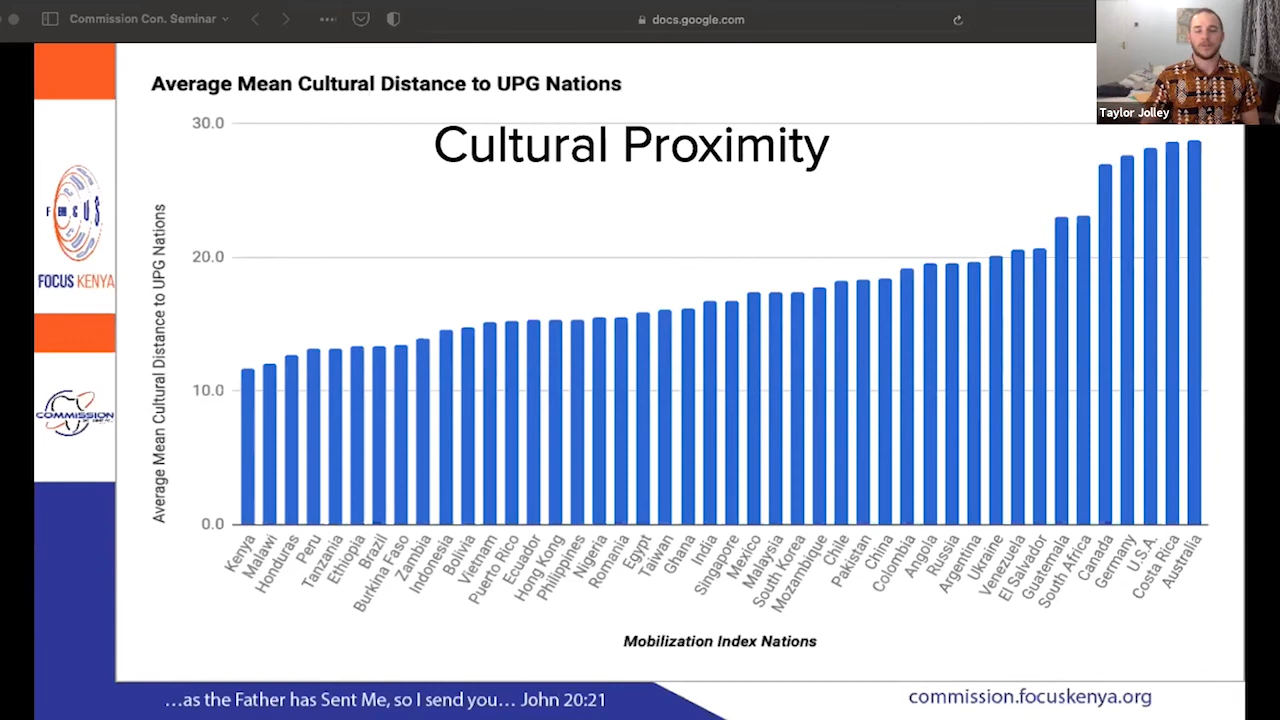 Commission Con. Seminar
docs.google.com
Taylor Jolley
Average Mean Cultural Distance to UPG Nations
Cultural Proximity
30.0
20.0
10.0
0.0
Average Mean Cultural Distance to UPG Nations
FOCUS
FOCUS KENYA
COMMISSION
Kenya
Malawi
Honduras
Peru
Tanzania
Ethiopia
Brazil
Burkina Faso
Zambia
Indonesia
Bolivia
Vietnam
Puerto Rico
Ecuador
Hong Kong
Philippines
Nigeria
Romania
Egypt
Taiwan
Ghana
India
Singapore
Mexico
Malaysia
South Korea
Mozambique
Chile
Pakistan
China
Colombia
Angola
Russia
Argentina
Ukraine
Venezuela
El Salvador
Guatemala
South Africa
Canada
Germany
U.S.A.
Costa Rica
Australia
Mobilization Index Nations
...as the Father has Sent Me, so I send you... John 20:21
commission.focuskenya.org